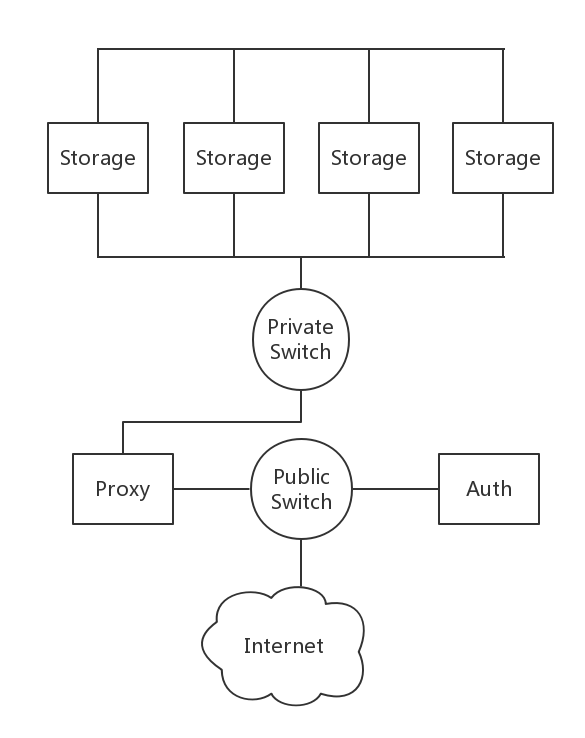 Storage
Storage
Storage
Storage
Private
Switch
Proxy
Public
Switch
Auth
Internet